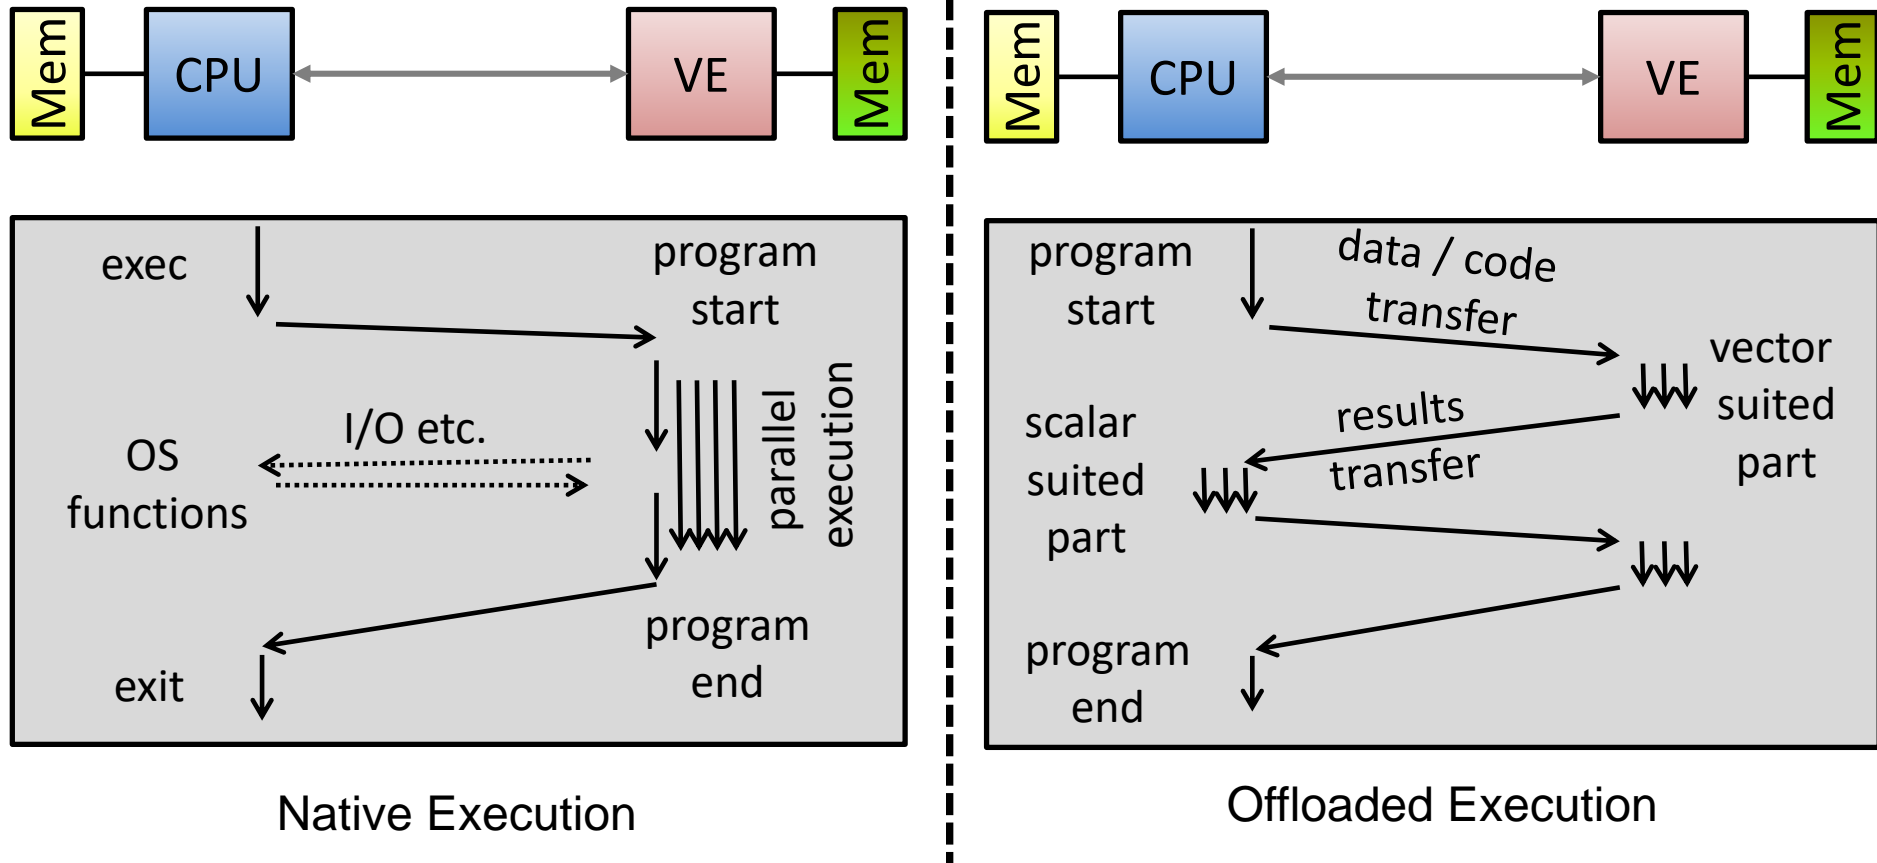 Mem
CPU
VE
Mem
exec
program
start
parallel
execution
I/O etc.
OS
functions
program
end
exit
Native Execution
Mem
CPU
VE
Mem
program
start
data / code
transfer
vector
suited
part
results
transfer
scalar
suited
part
program
end
Offloaded Execution